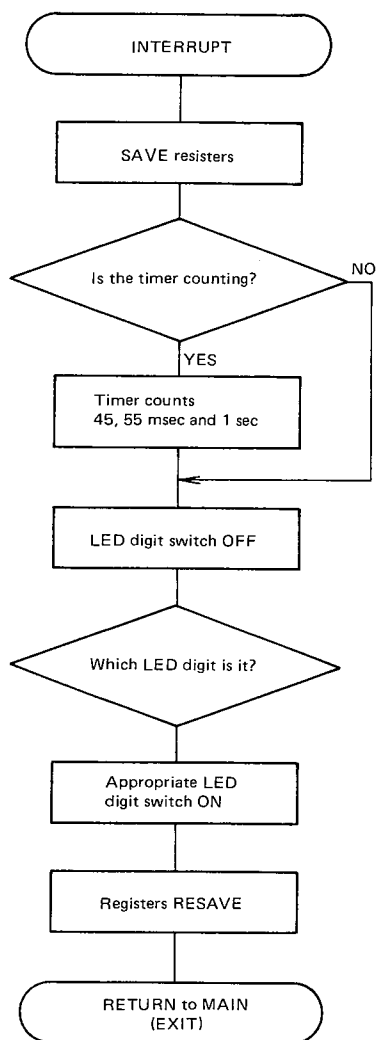 INTERRUPT
SAVE resisters
Is the timer counting?
NO
YES
Timer counts
45, 55 msec and 1 sec
LED digit switch OFF
Which LED digit is it?
Appropriate LED
digit switch ON
Registers RESAVE
RETURN to MAIN
(EXIT)